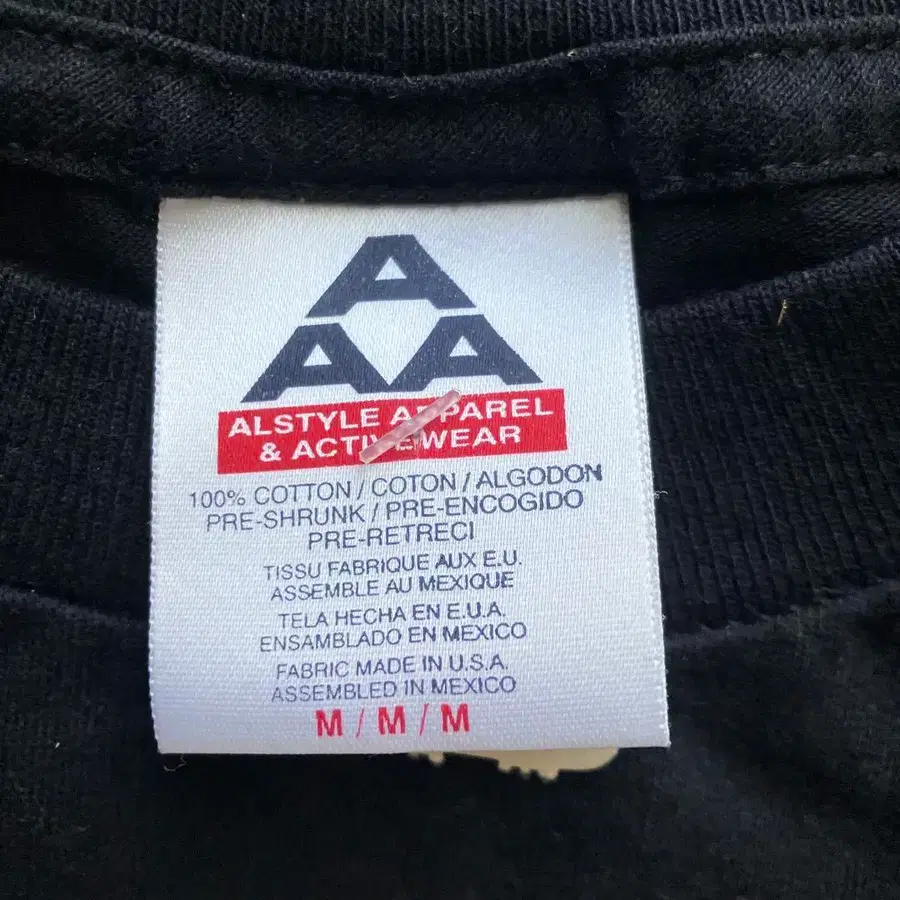 A
AA
ALSTYLE APPAREL
& ACTIVEWEAR
100% COTTON / COTON / ALGODON
PRE-SHRUNK / PRE-ENCOGIDO
PRE-RETRECI
TISSU FABRIQUE AUX E.U.
ASSEMBLE AU MEXIQUE
TELA HECHA EN E.U.A.
ENSAMBLADO EN MEXICO
FABRIC MADE IN U.S.A.
ASSEMBLED IN MEXICO
M / M / M